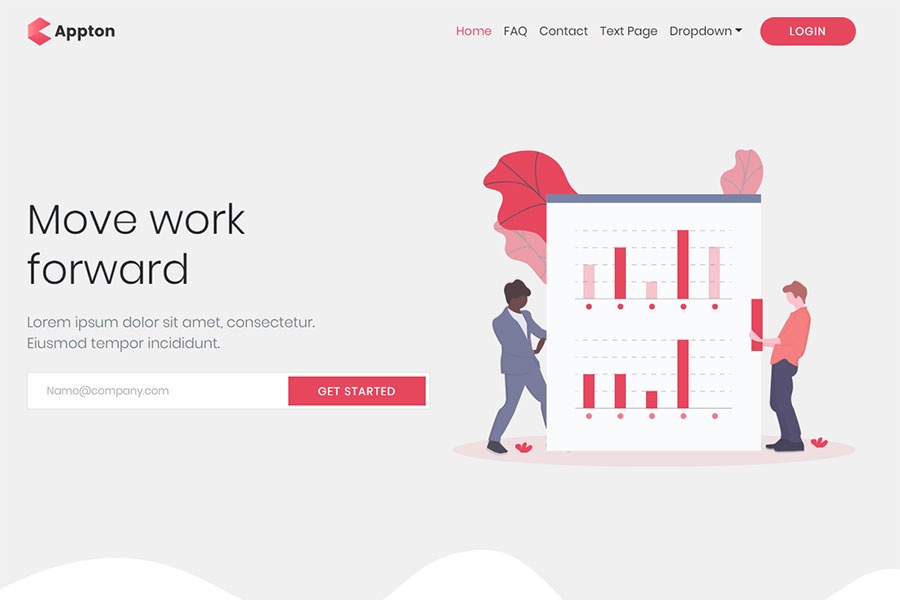 Appton
Home FAQ Contact Text Page Dropdown LOGIN
Move work
forward
Lorem ipsum dolor sit amet, consectetur.
Eiusmod tempor incididunt.
Name@company.com GET STARTED